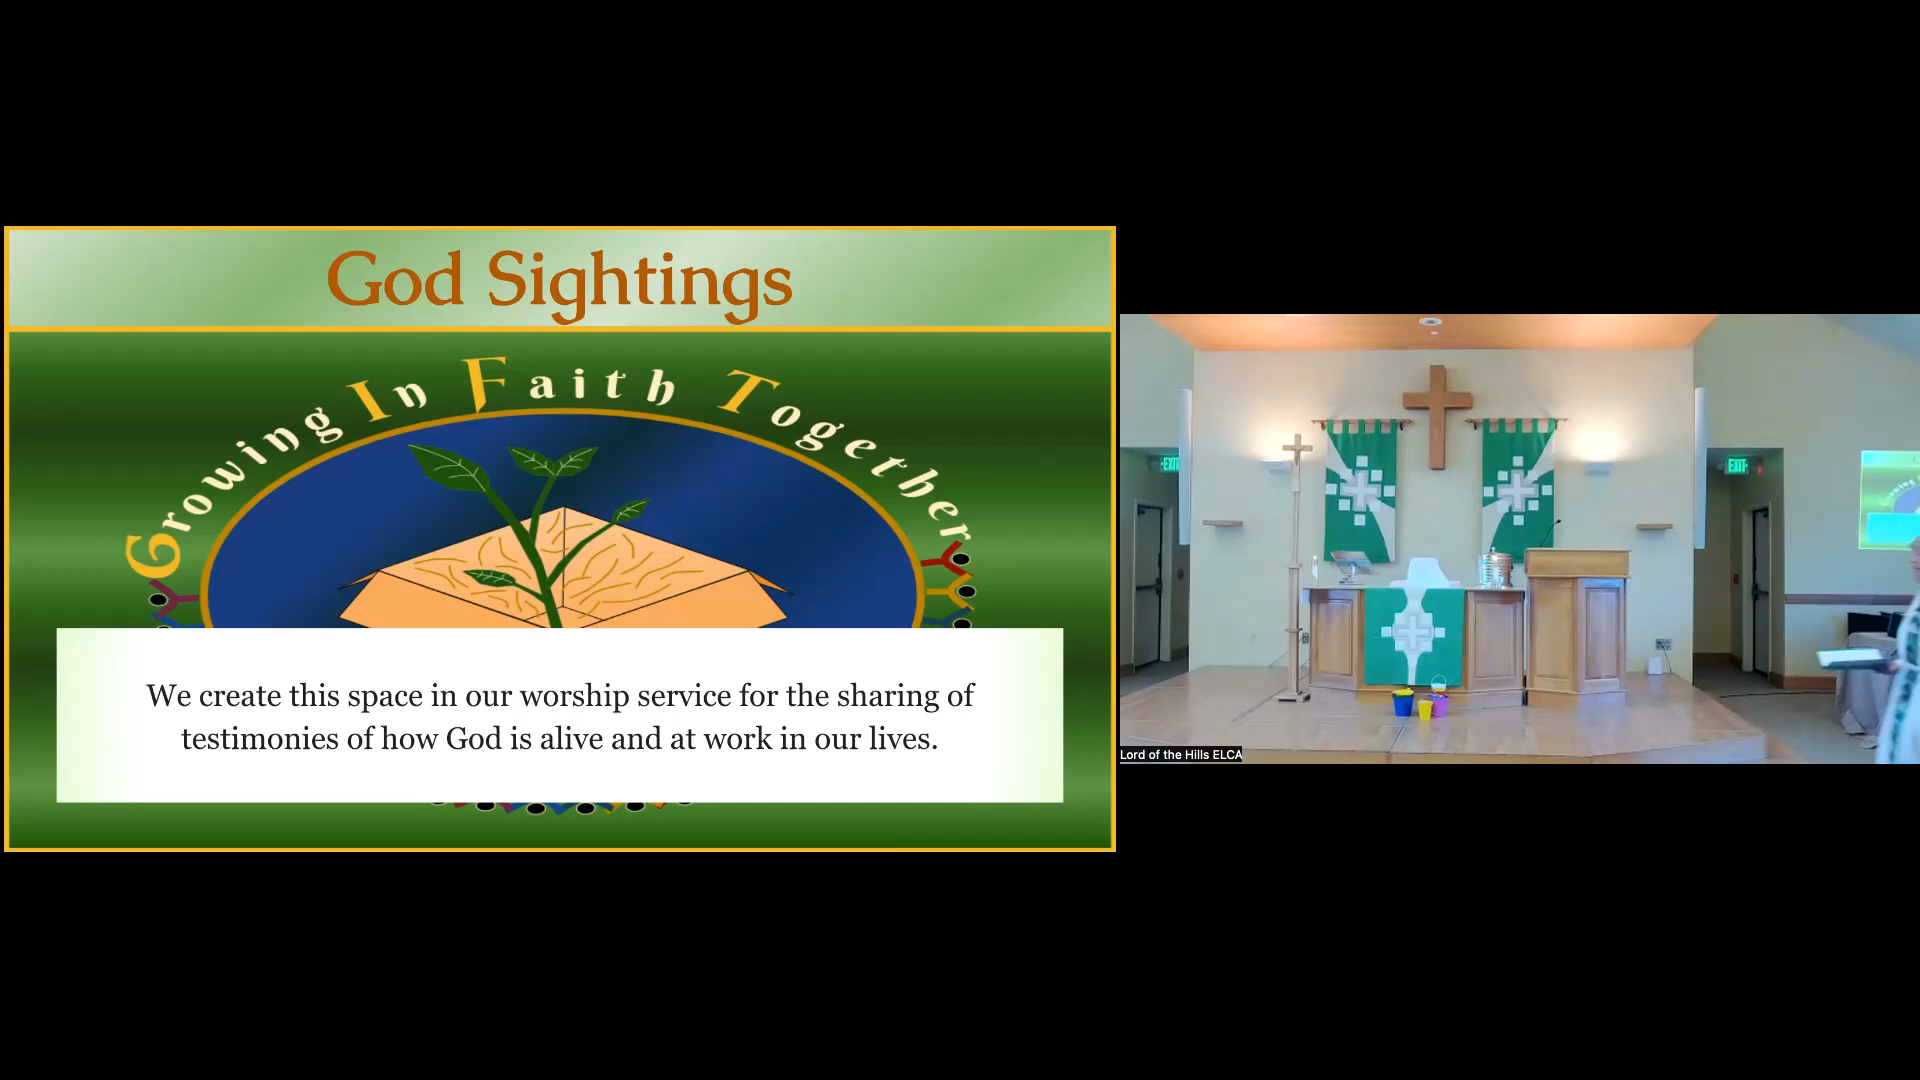 God Sightings
Growing In Faith Together
We create this space in our worship service for the sharing of
testimonies of how God is alive and at work in our lives.
EXIT
EXIT
Lord of the Hills ELCA